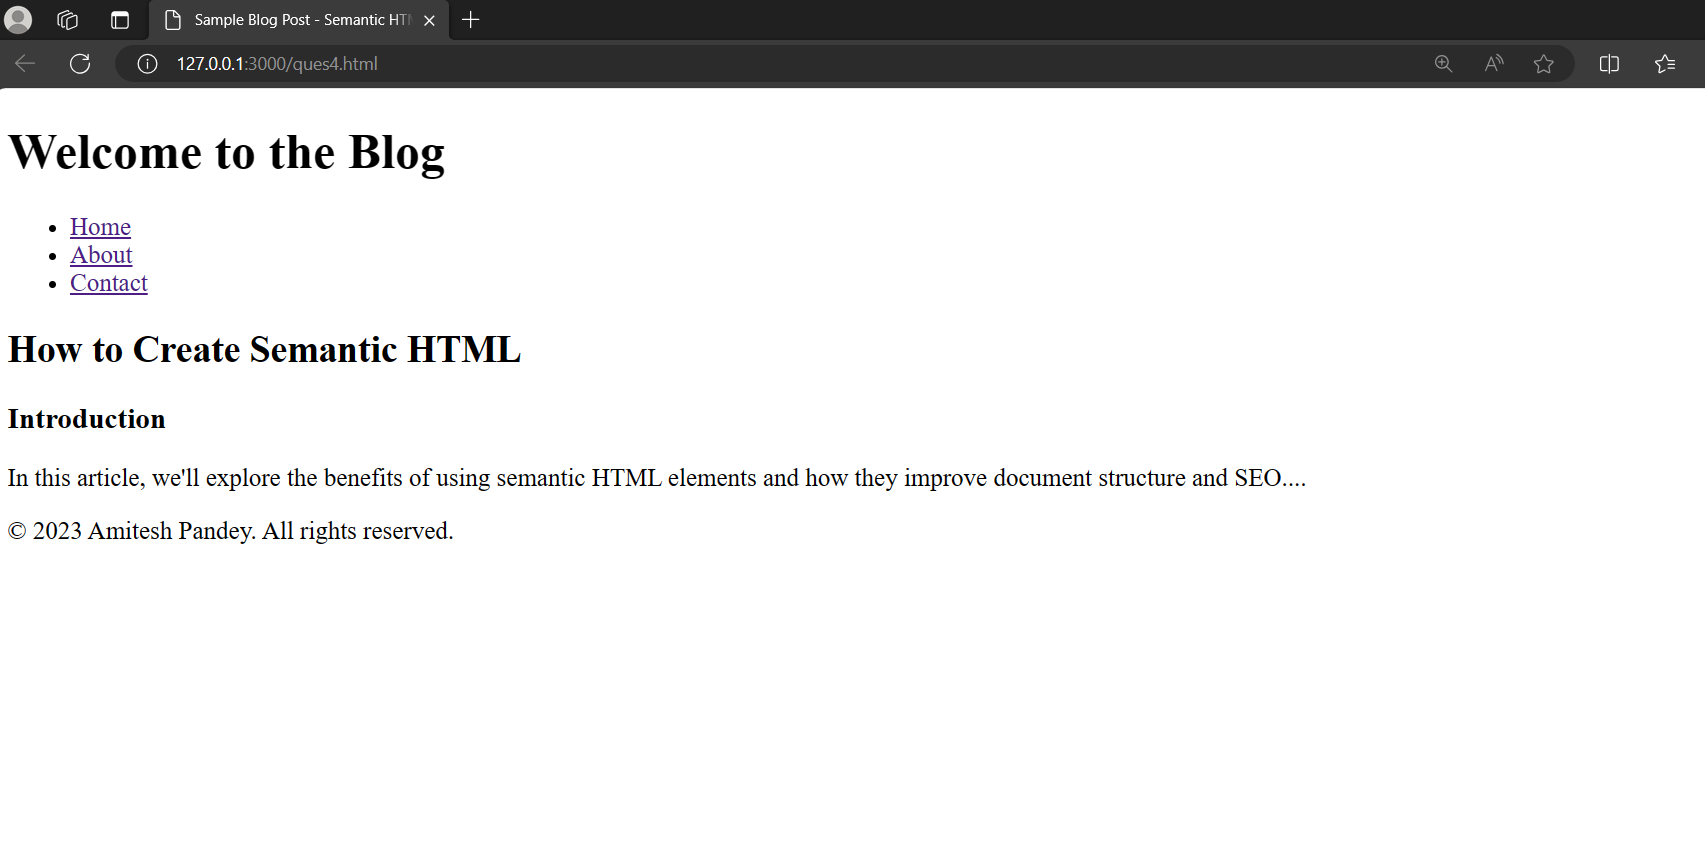 Sample Blog Post - Semantic HT
127.0.0.1:3000/ques4.html
Welcome to the Blog
Home
About
Contact
How to Create Semantic HTML
Introduction
In this article, we'll explore the benefits of using semantic HTML elements and how they improve document structure and SEO....
© 2023 Amitesh Pandey. All rights reserved.